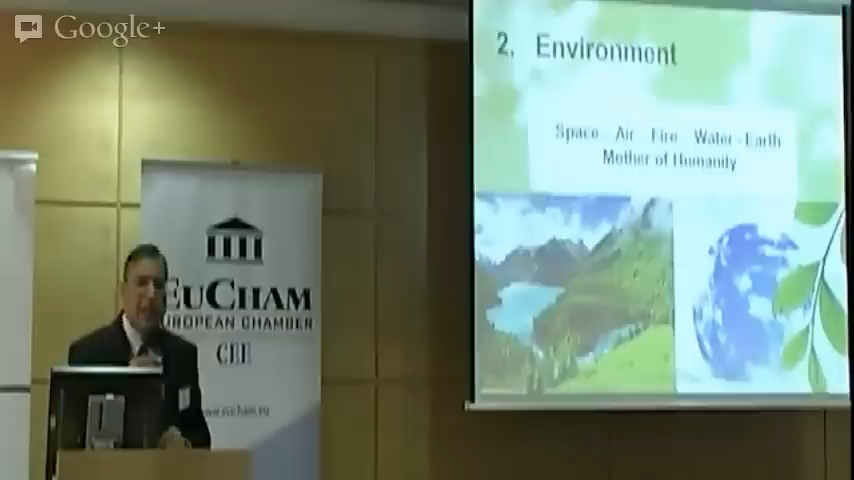 Google+
2. Environment
Space - Air - Fire - Water - Earth
Mother of Humanity
EUCHAM
EUROPEAN CHAMBER
CEE
www.eucham.eu